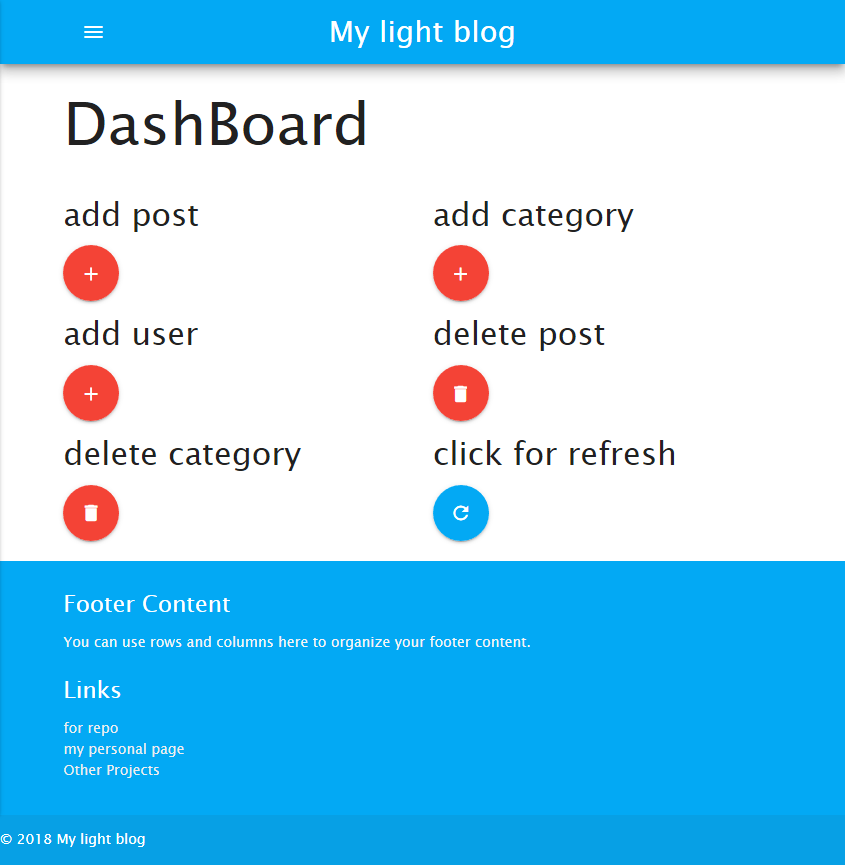 My light blog
DashBoard
add post
add category
add user
delete post
delete category
click for refresh
Footer Content
You can use rows and columns here to organize your footer content.
Links
for repo
my personal page
Other Projects
© 2018 My light blog